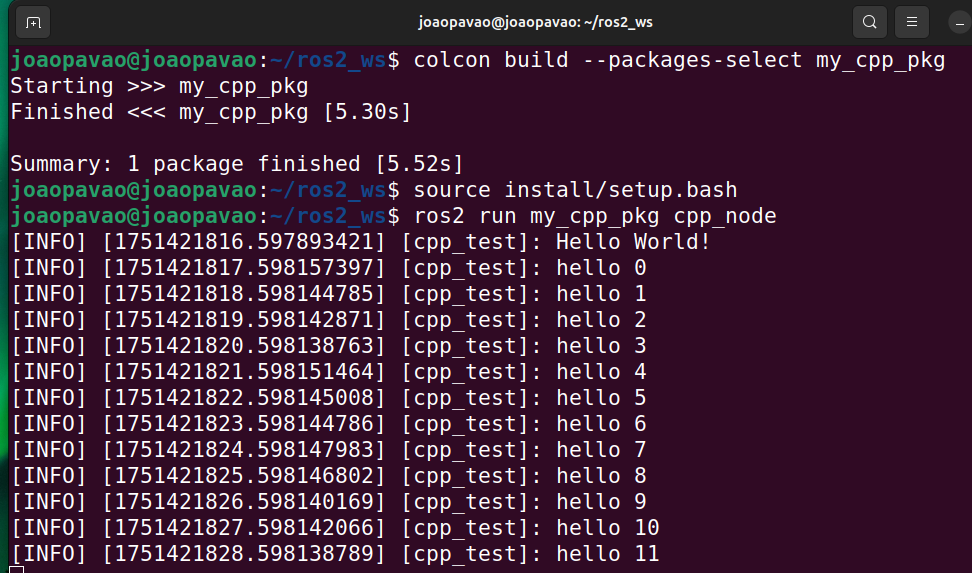 joaopavao@joaopavao: ~/ros2_ws
joaopavao@joaopavao:~/ros2_ws$ colcon build --packages-select my_cpp_pkg
Starting >>> my_cpp_pkg
Finished <<< my_cpp_pkg [5.30s]

Summary: 1 package finished [5.52s]
joaopavao@joaopavao:~/ros2_ws$ source install/setup.bash
joaopavao@joaopavao:~/ros2_ws$ ros2 run my_cpp_pkg cpp_node
[INFO] [1751421816.597893421] [cpp_test]: Hello World!
[INFO] [1751421817.598157397] [cpp_test]: hello 0
[INFO] [1751421818.598144785] [cpp_test]: hello 1
[INFO] [1751421819.598142871] [cpp_test]: hello 2
[INFO] [1751421820.598138763] [cpp_test]: hello 3
[INFO] [1751421821.598151464] [cpp_test]: hello 4
[INFO] [1751421822.598145008] [cpp_test]: hello 5
[INFO] [1751421823.598144786] [cpp_test]: hello 6
[INFO] [1751421824.598147983] [cpp_test]: hello 7
[INFO] [1751421825.598146802] [cpp_test]: hello 8
[INFO] [1751421826.598140169] [cpp_test]: hello 9
[INFO] [1751421827.598142066] [cpp_test]: hello 10
[INFO] [1751421828.598138789] [cpp_test]: hello 11